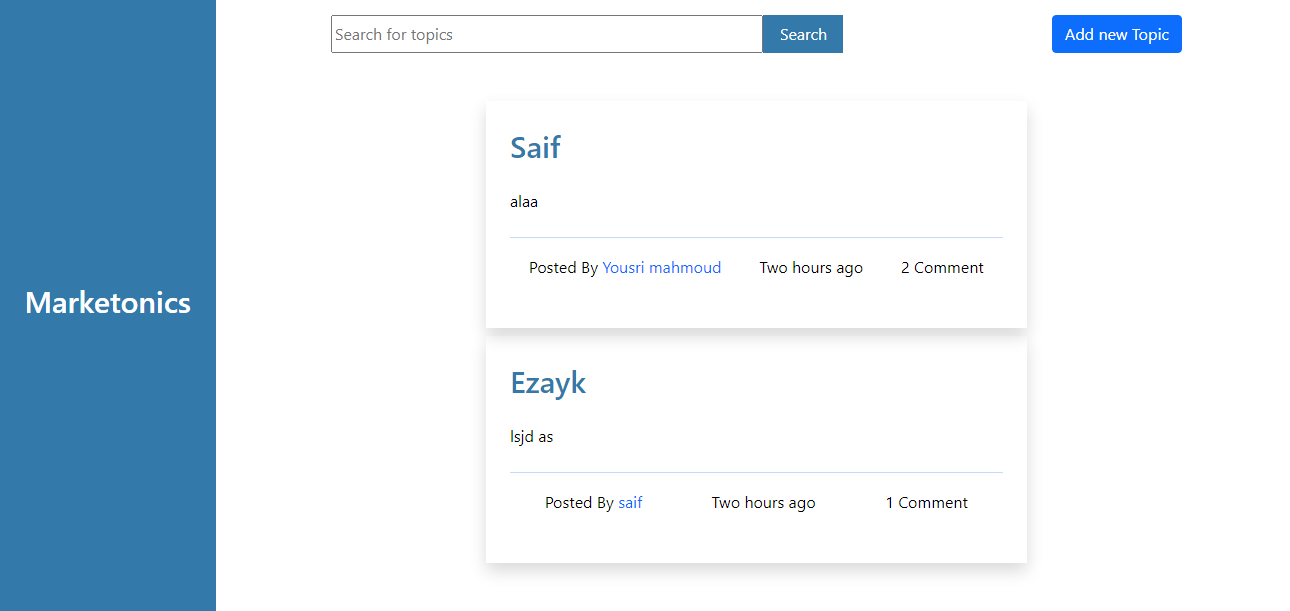 Search for topics Search Add new Topic
Marketonics
Saif
alaa
Posted By Yousri mahmoud Two hours ago 2 Comment
Ezayk
lsjd as
Posted By saif Two hours ago 1 Comment